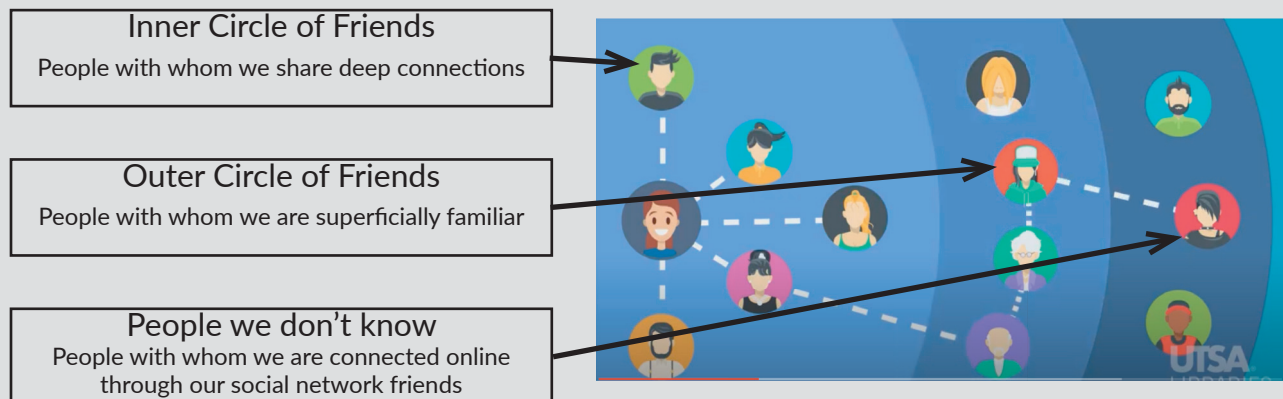 Inner Circle of Friends
People with whom we share deep connections
Outer Circle of Friends
People with whom we are superficially familiar
People we don't know
People with whom we are connected online
through our social network friends
UTSA
LIBRARIES